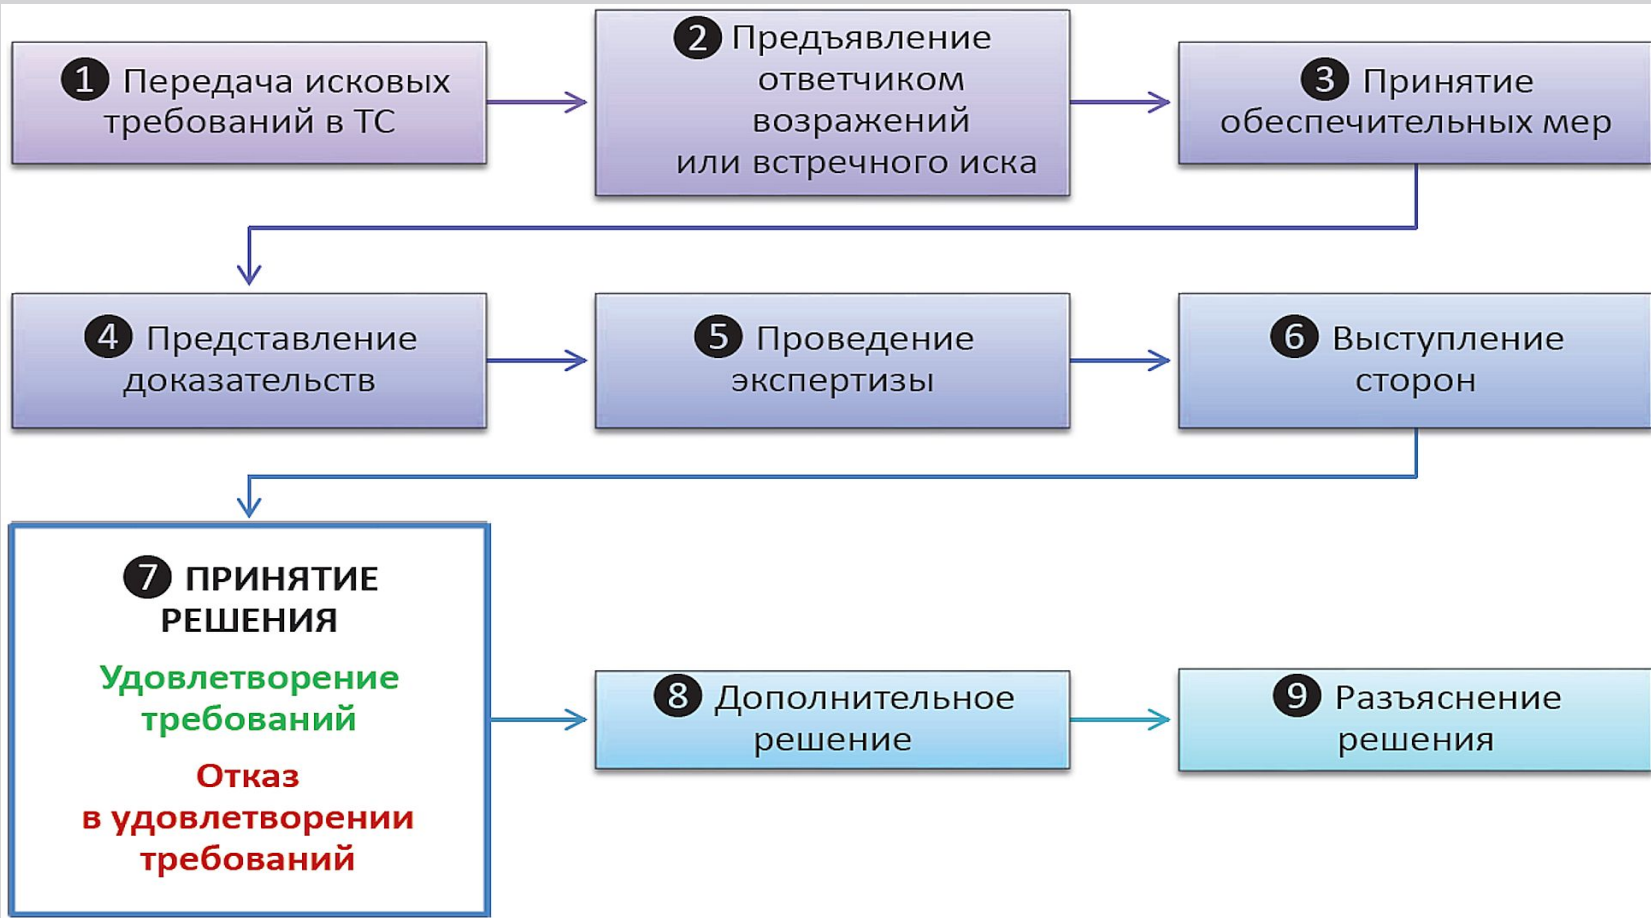 1 Передача исковых
требований в ТС
2 Предъявление
ответчиком
возражений
или встречного иска
3 Принятие
обеспечительных мер
4 Представление
доказательств
5 Проведение
экспертизы
6 Выступление
сторон
7 ПРИНЯТИЕ
РЕШЕНИЯ
Удовлетворение
требований
Отказ
в удовлетворении
требований
8 Дополнительное
решение
9 Разъяснение
решения